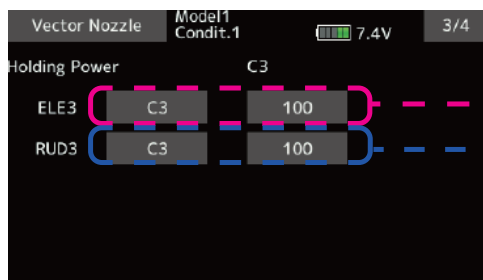 Vector Nozzle Model1 Condit.1 7.4V 3/4
Holding Power C3
ELE3 C3 100
RUD3 C3 100